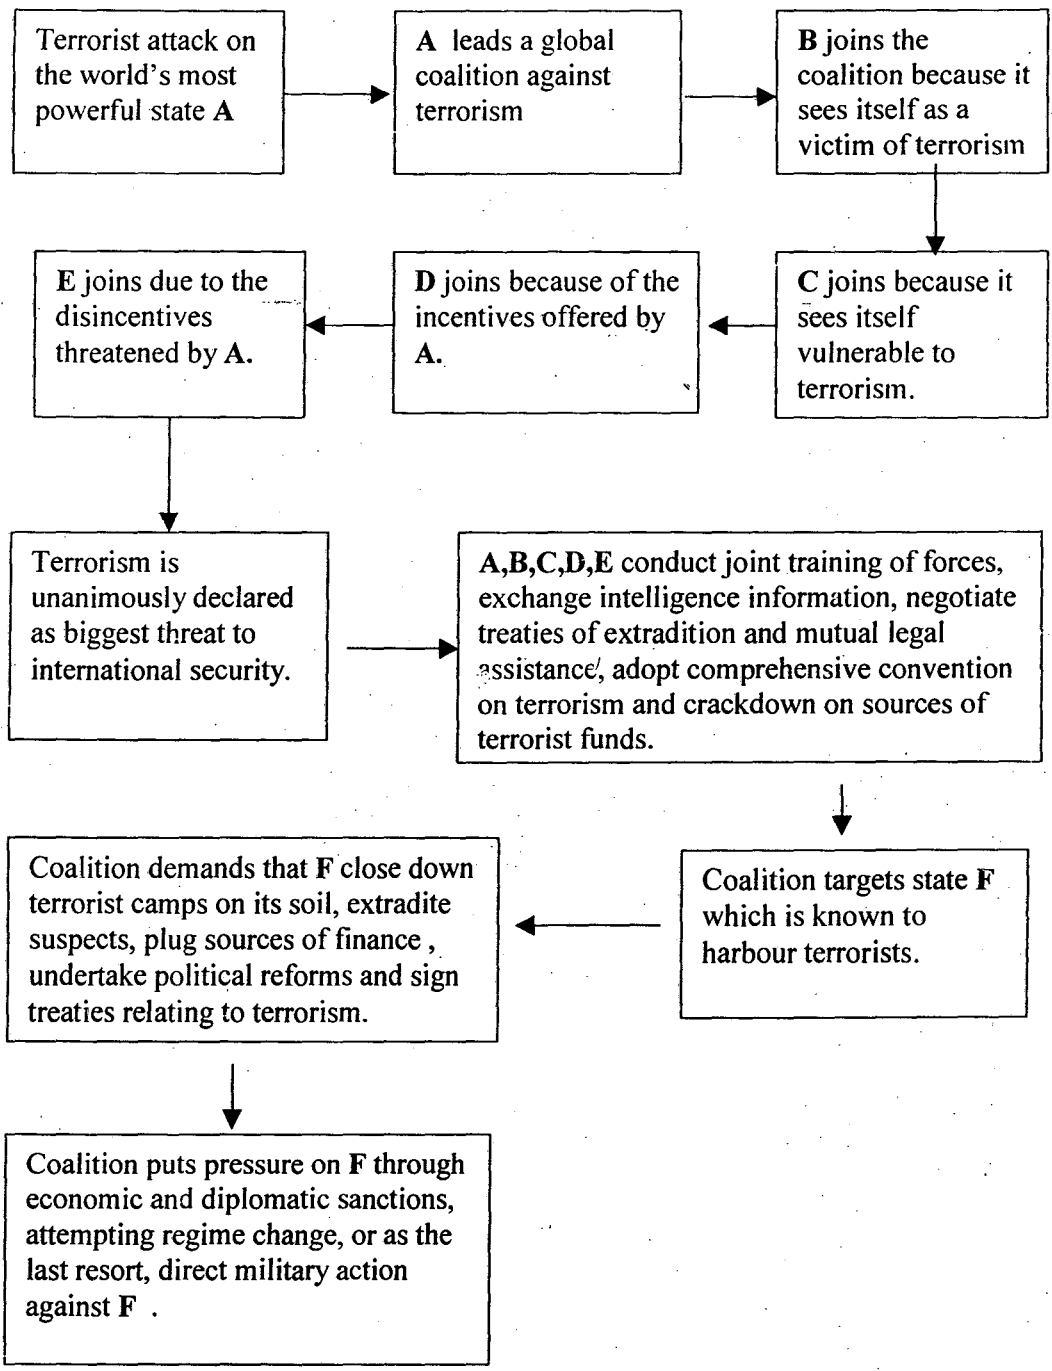 Terrorist attack on
the world's most
powerful state A
A leads a global
coalition against
terrorism
B joins the
coalition because it
sees itself as a
victim of terrorism
C joins because it
sees itself
vulnerable to
terrorism.
D joins because of the
incentives offered by
A.
E joins due to the
disincentives
threatened by A.
Terrorism is
unanimously declared
as biggest threat to
international security.
A,B,C,D,E conduct joint training of forces,
exchange intelligence information, negotiate
treaties of extradition and mutual legal
assistance, adopt comprehensive convention
on terrorism and crackdown on sources of
terrorist funds.
Coalition targets state F
which is known to
harbour terrorists.
Coalition demands that F close down
terrorist camps on its soil, extradite
suspects, plug sources of finance ,
undertake political reforms and sign
treaties relating to terrorism.
Coalition puts pressure on F through
economic and diplomatic sanctions,
attempting regime change, or as the
last resort, direct military action
against F .